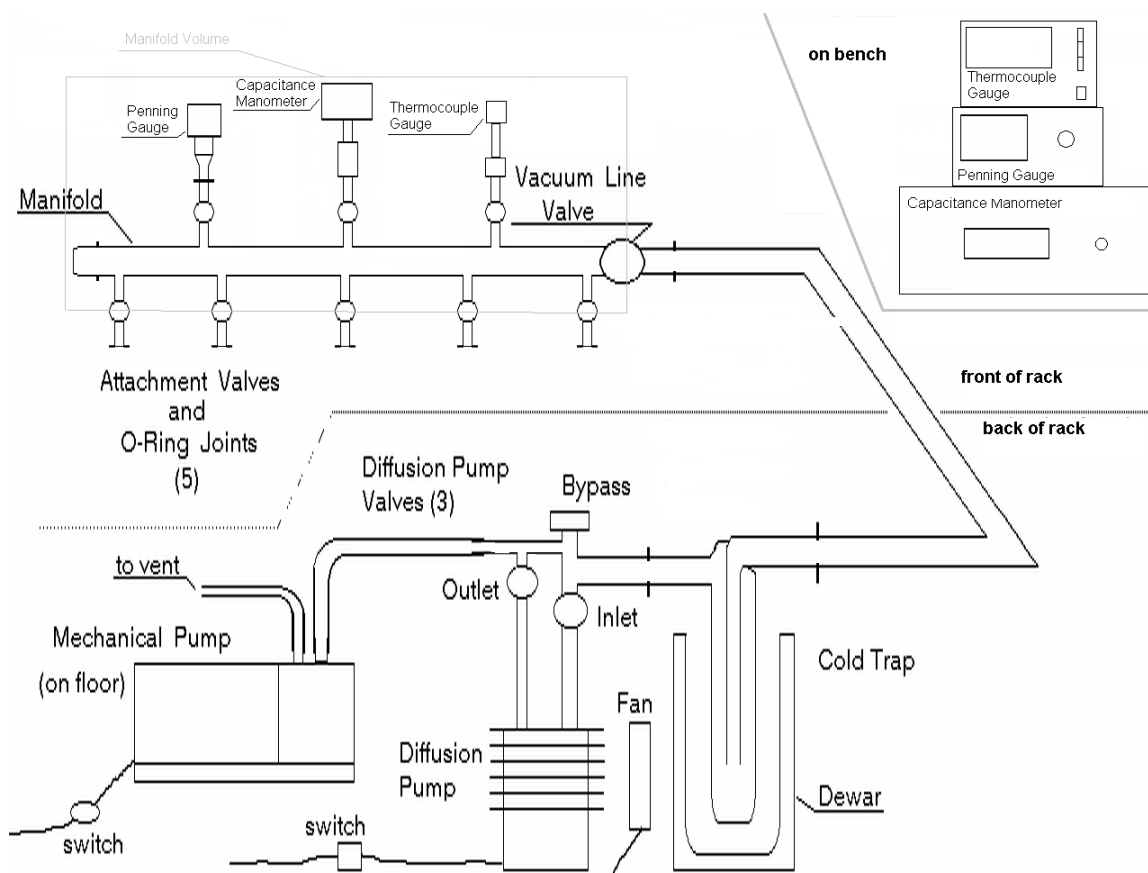 Manifold Volume
on bench
Thermocouple
Gauge
Penning Gauge
Capacitance Manometer
Penning
Gauge
Capacitance
Manometer
Thermocouple
Gauge
Manifold
Vacuum Line
Valve
Attachment Valves
and
O-Ring Joints
(5)
front of rack
back of rack
Diffusion Pump
Valves (3)
Bypass
to vent
Outlet
Inlet
Mechanical Pump
(on floor)
Cold Trap
Fan
Diffusion
Pump
Dewar
switch
switch